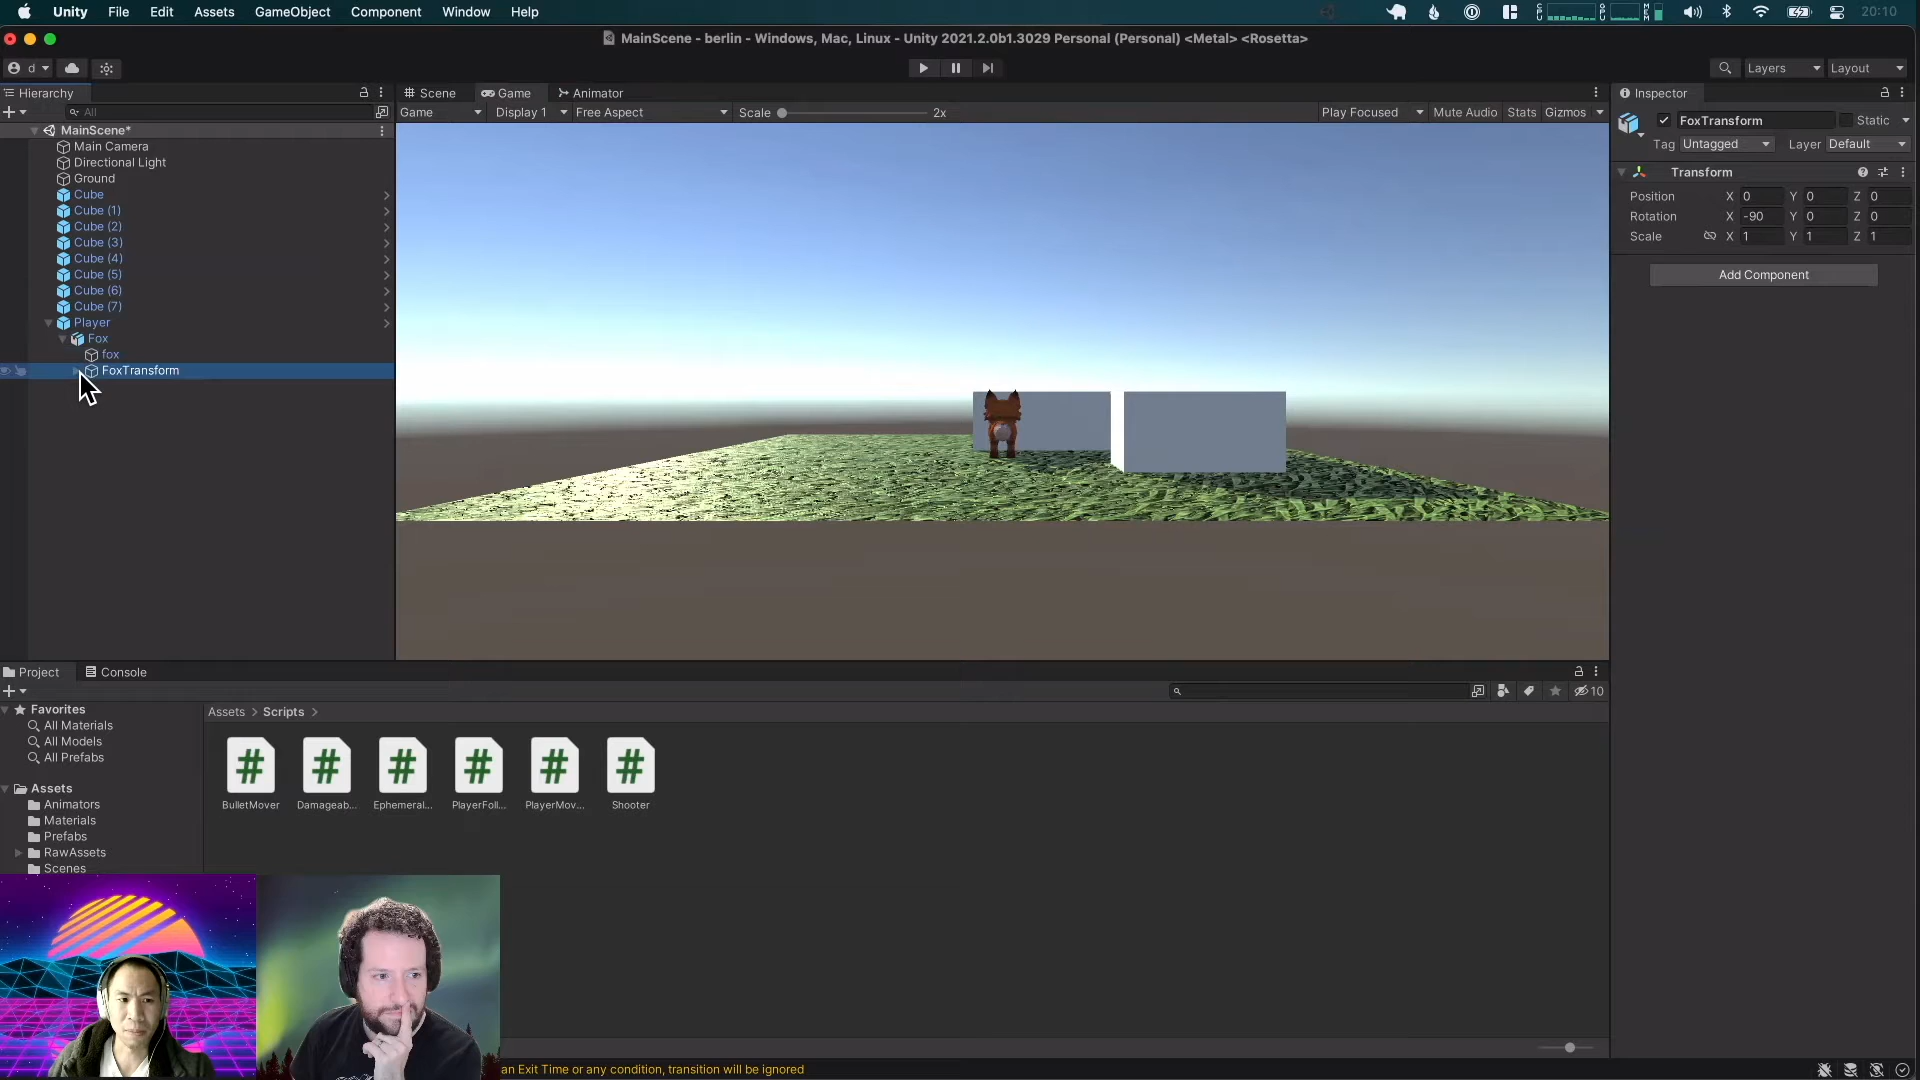 Unity File Edit Assets GameObject Component Window Help 20:10
MainScene - berlin - Windows, Mac, Linux - Unity 2021.2.0b1.3029 Personal (Personal) <Metal> <Rosetta>
d Layers Layout
Hierarchy Scene Game Animator Inspector
All Game Display 1 Free Aspect Scale 2x Play Focused Mute Audio Stats Gizmos
MainScene*
Main Camera
Directional Light
Ground
Cube
Cube (1)
Cube (2)
Cube (3)
Cube (4)
Cube (5)
Cube (6)
Cube (7)
Player
Fox
fox
FoxTransform
FoxTransform Static
Tag Untagged Layer Default
Transform
Position X 0 Y 0 Z 0
Rotation X -90 Y 0 Z 0
Scale X 1 Y 1 Z 1
Add Component
Project Console
10
Favorites
All Materials
All Models
All Prefabs
Assets
Animators
Materials
Prefabs
RawAssets
Scenes
Assets > Scripts >
BulletMover Damageab... Ephemeral... PlayerFoll... PlayerMov... Shooter
an Exit Time or any condition, transition will be ignored